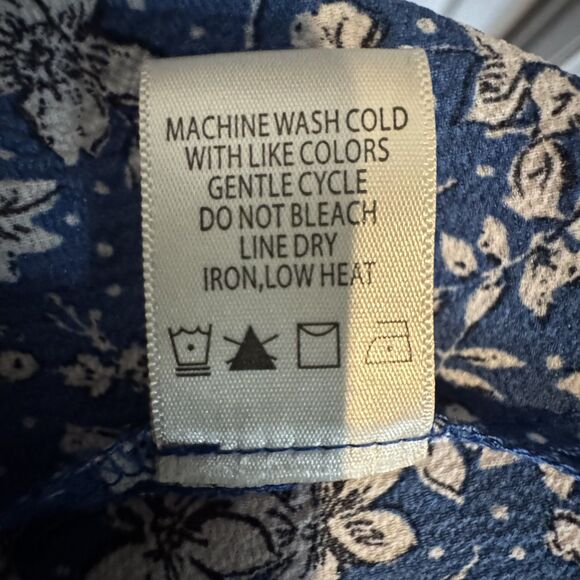 MACHINE WASH COLD
WITH LIKE COLORS
GENTLE CYCLE
DO NOT BLEACH
LINE DRY
IRON,LOW HEAT